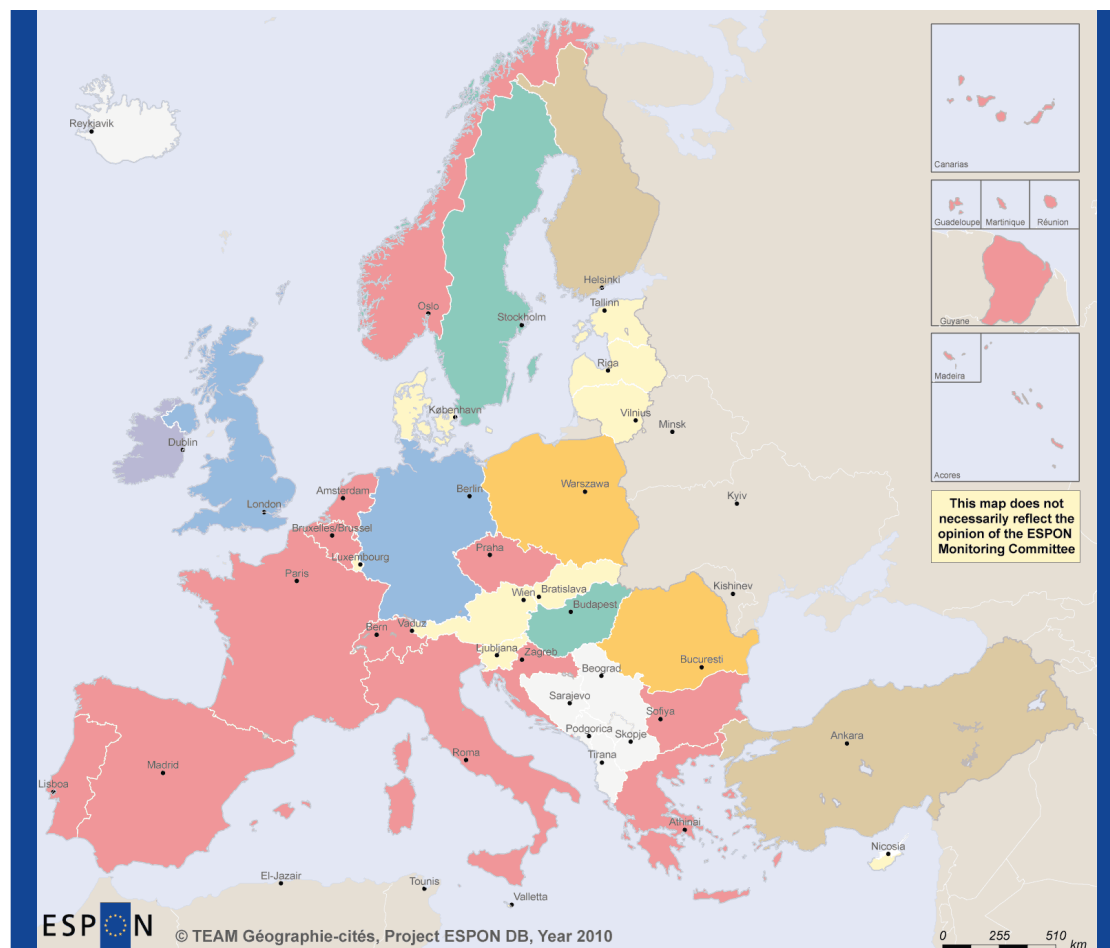 Reykjavik
Canarias
Guadeloupe
Martinique
Réunion
Guyane
Madeira
Acores
Helsinki
Tallinn
Oslo
Stockholm
Riga
København
Vilnius
Minsk
Dublin
London
Amsterdam
Berlin
Warszawa
Kyiv
This map does not
necessarily reflect the
opinion of the ESPON
Monitoring Committee
Bruxelles/Brussel
Luxembourg
Praha
Paris
Kishinev
Wien
Bratislava
Budapest
Bern
Vaduz
Ljubljana
Zagreb
Bucuresti
Beograd
Sarajevo
Sofiya
Podgorica
Skopje
Tirana
Ankara
Roma
Madrid
Lisboa
Athinai
Nicosia
El-Jazair
Tounis
Valletta
ESPON
© TEAM Géographie-cités, Project ESPON DB, Year 2010
0 255 510
km